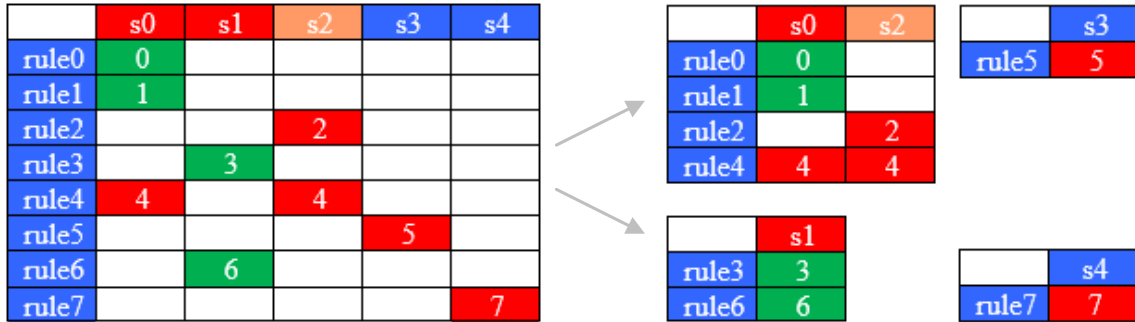 s0 s1 s2 s3 s4
rule0 0
rule1 1
rule2 2
rule3 3
rule4 4 4
rule5 5
rule6 6
rule7 7
s0 s2
rule0 0
rule1 1
rule2 2
rule4 4 4
s3
rule5 5
s1
rule3 3
rule6 6
s4
rule7 7